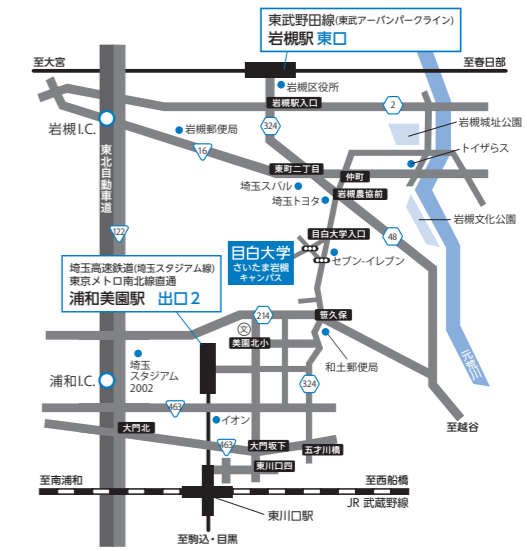 東武野田線(東武アーバンパークライン)
岩槻駅 東口
至大宮
至春日部
岩槻区役所
岩槻駅入口
2
岩槻I.C.
岩槻郵便局
324
岩槻城址公園
16
トイザらス
東町二丁目
仲町
東北自動車道
埼玉スバル
岩槻農協前
埼玉トヨタ
岩槻文化公園
122
目白大学入口
48
目白大学
さいたま岩槻
キャンパス
セブン-イレブン
埼玉高速鉄道(埼玉スタジアム線)
東京メトロ南北線直通
浦和美園駅 出口2
214
笹久保
文
美園北小
元荒川
和土郵便局
埼玉
スタジアム
2002
浦和I.C.
324
463
イオン
大門北
至越谷
463
大門坂下
五才川橋
東川口四
至南浦和
至西船橋
JR 武蔵野線
東川口駅
至駒込・目黒